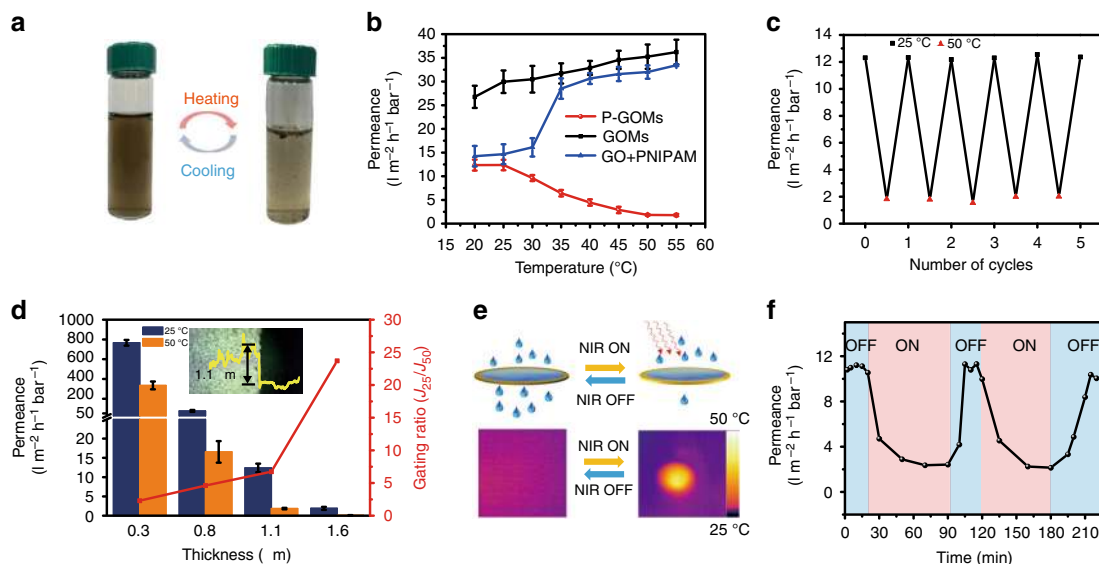 a
Heating
Cooling
b
Permeance
(l m⁻² h⁻¹ bar⁻¹)
40
35
30
25
20
15
10
5
0
P-GOMs
GOMs
GO+PNIPAM
15 20 25 30 35 40 45 50 55 60
Temperature (°C)
c
25 °C 50 °C
Permeance
(l m⁻² h⁻¹ bar⁻¹)
14
12
10
8
6
4
2
0
0 1 2 3 4 5
Number of cycles
d
25 °C
50 °C
Permeance
(l m⁻² h⁻¹ bar⁻¹)
1000
800
600
400
200
50
15
10
5
0
1.1 m
30
25
20
15
10
5
0
Gating ratio (J₂₅/J₅₀)
0.3 0.8 1.1 1.6
Thickness ( m)
e
NIR ON
NIR OFF
50 °C
NIR ON
NIR OFF
25 °C
f
Permeance
(l m⁻² h⁻¹ bar⁻¹)
14
12
10
8
6
4
2
0
OFF ON OFF ON OFF
0 30 60 90 120 150 180 210
Time (min)